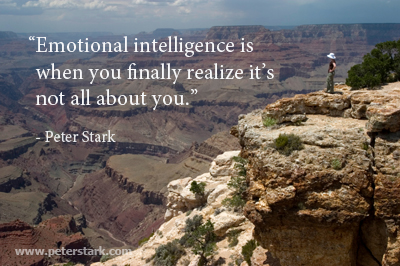 “Emotional intelligence is
when you finally realize it’s
not all about you.”
- Peter Stark
www.peterstark.com